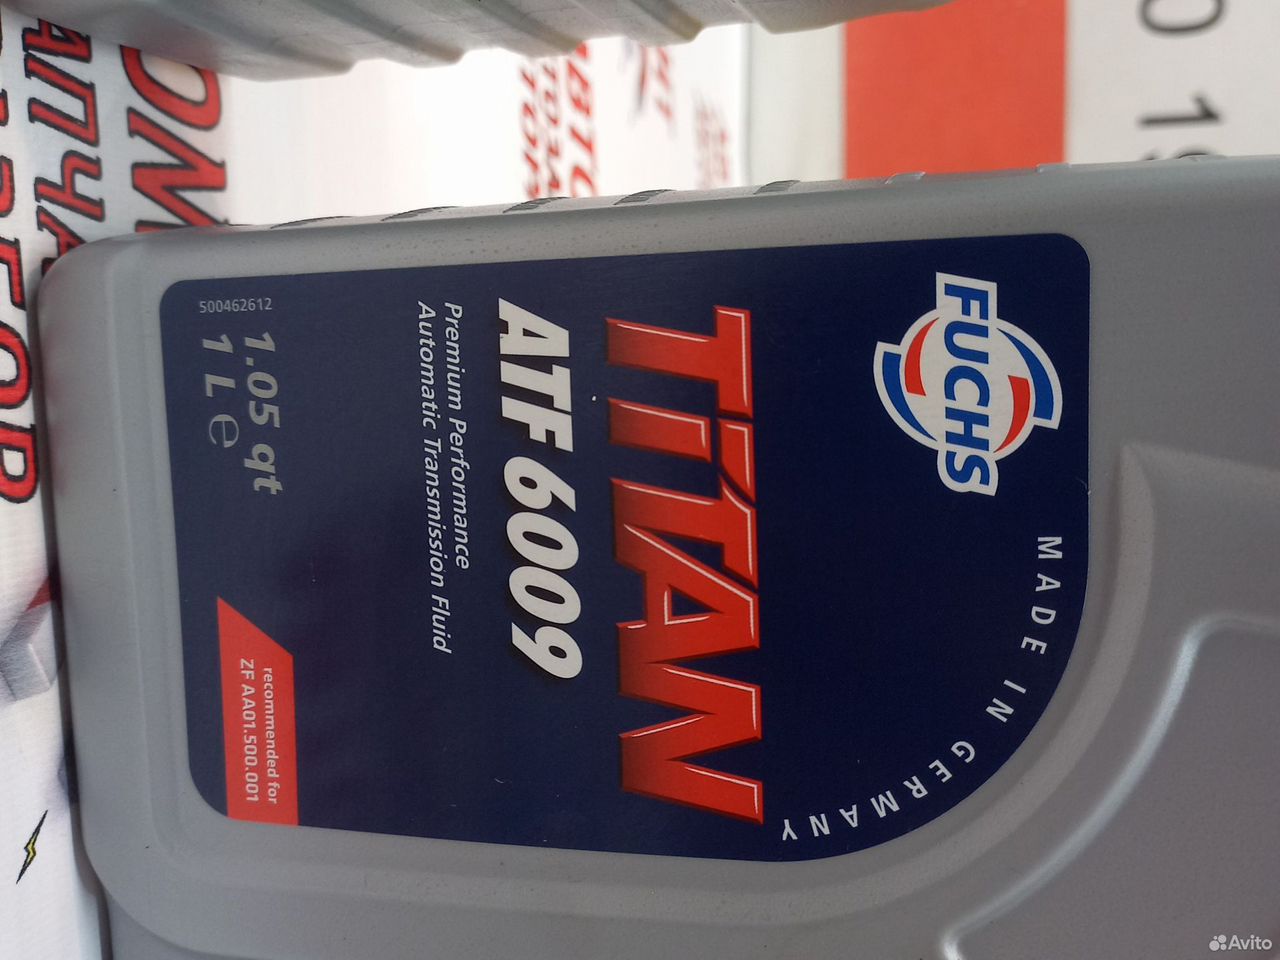 FUCHS
MADE IN GERMANY
TITAN
ATF 6009
Premium Performance
Automatic Transmission Fluid
recommended for
ZF AA01.500.001
1.05 qt
1 L e
500462612
Avito